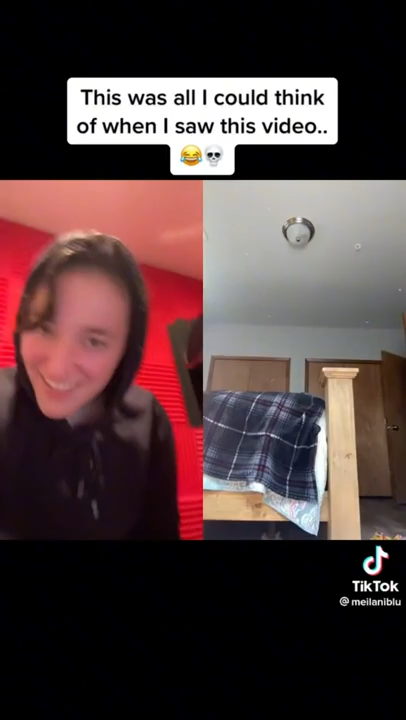 This was all I could think
of when I saw this video..
😂💀
TikTok
@meilaniblu